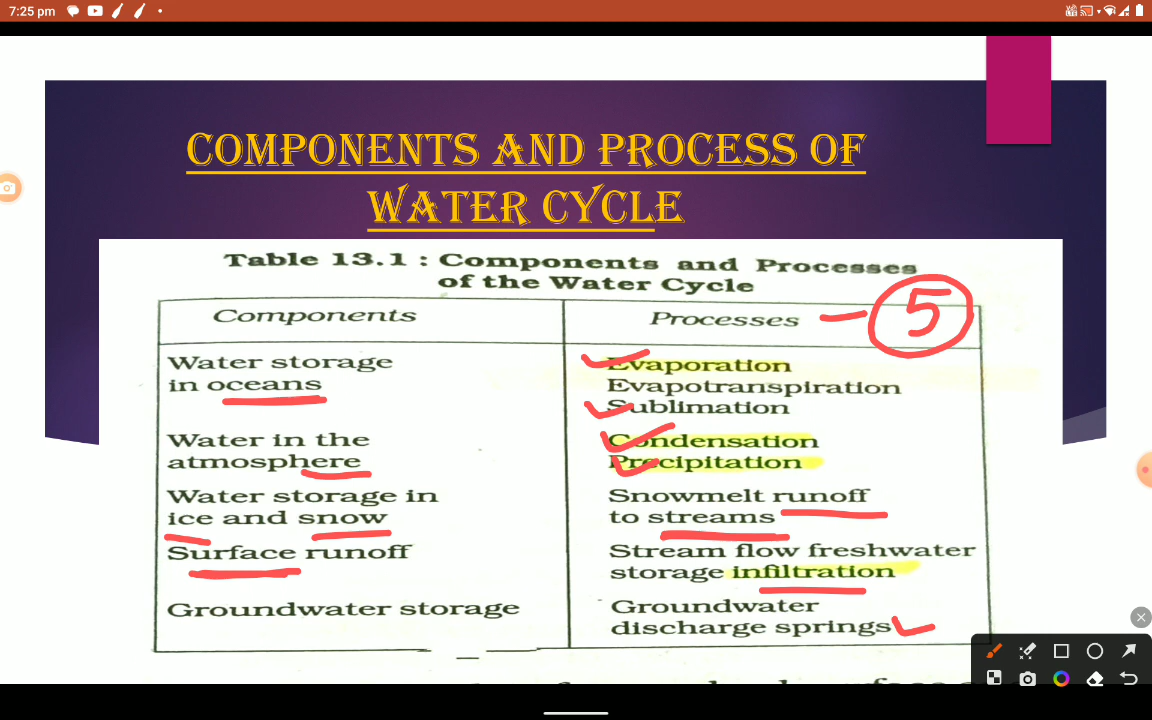 7:25 pm
COMPONENTS AND PROCESS OF
WATER CYCLE
Table 13.1 : Components and Processes
of the Water Cycle
Components
Processes – 5
Water storage
in oceans
Evaporation
Evapotranspiration
Sublimation
Water in the
atmosphere
Condensation
Precipitation
Water storage in
ice and snow
Snowmelt runoff
to streams
Surface runoff
Stream flow freshwater
storage infiltration
Groundwater storage
Groundwater
discharge springs